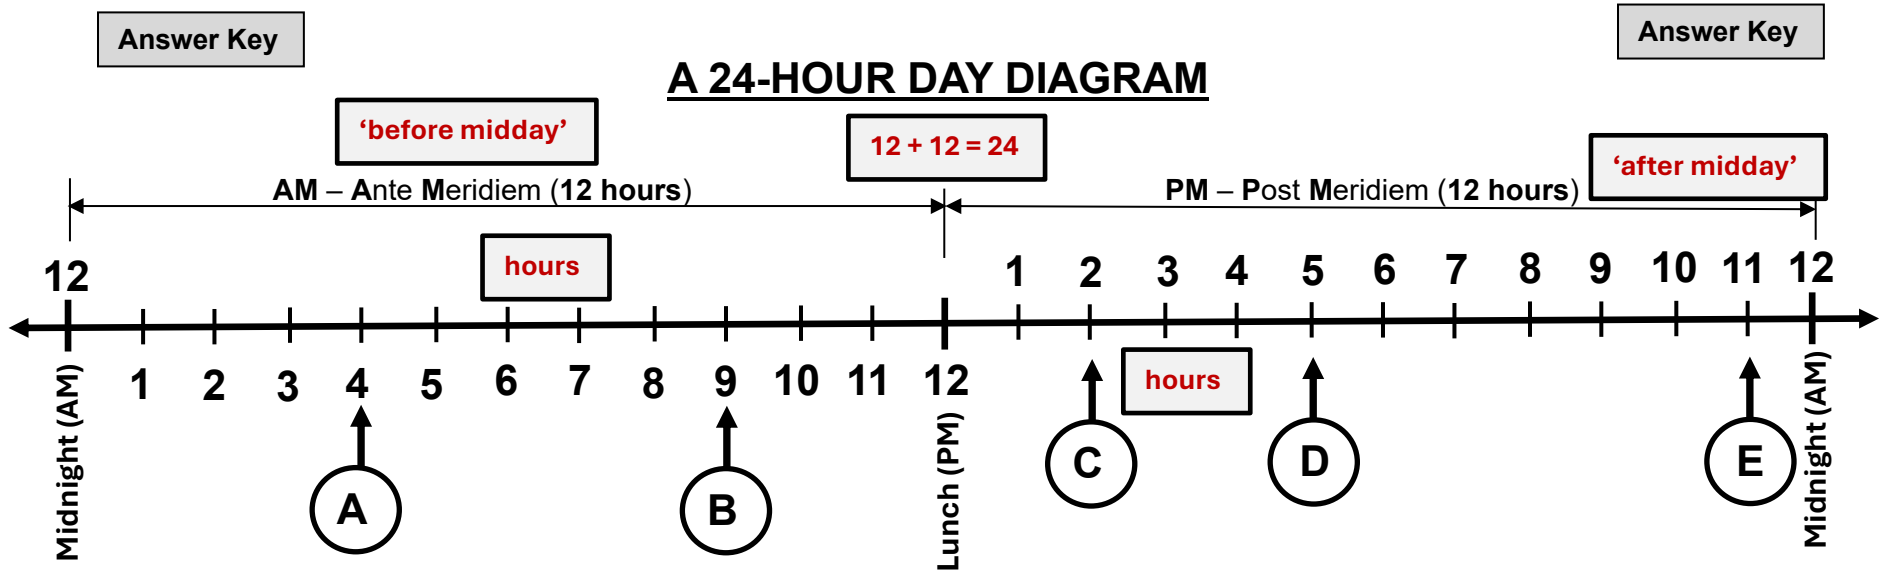 Answer Key
Answer Key
A 24-HOUR DAY DIAGRAM
‘before midday’
12 + 12 = 24
‘after midday’
AM – Ante Meridiem (12 hours)
PM – Post Meridiem (12 hours)
hours
12
1 2 3 4 5 6 7 8 9 10 11 12
1 2 3 4 5 6 7 8 9 10 11 12
hours
Midnight (AM)
A
B
Lunch (PM)
C
D
E
Midnight (AM)